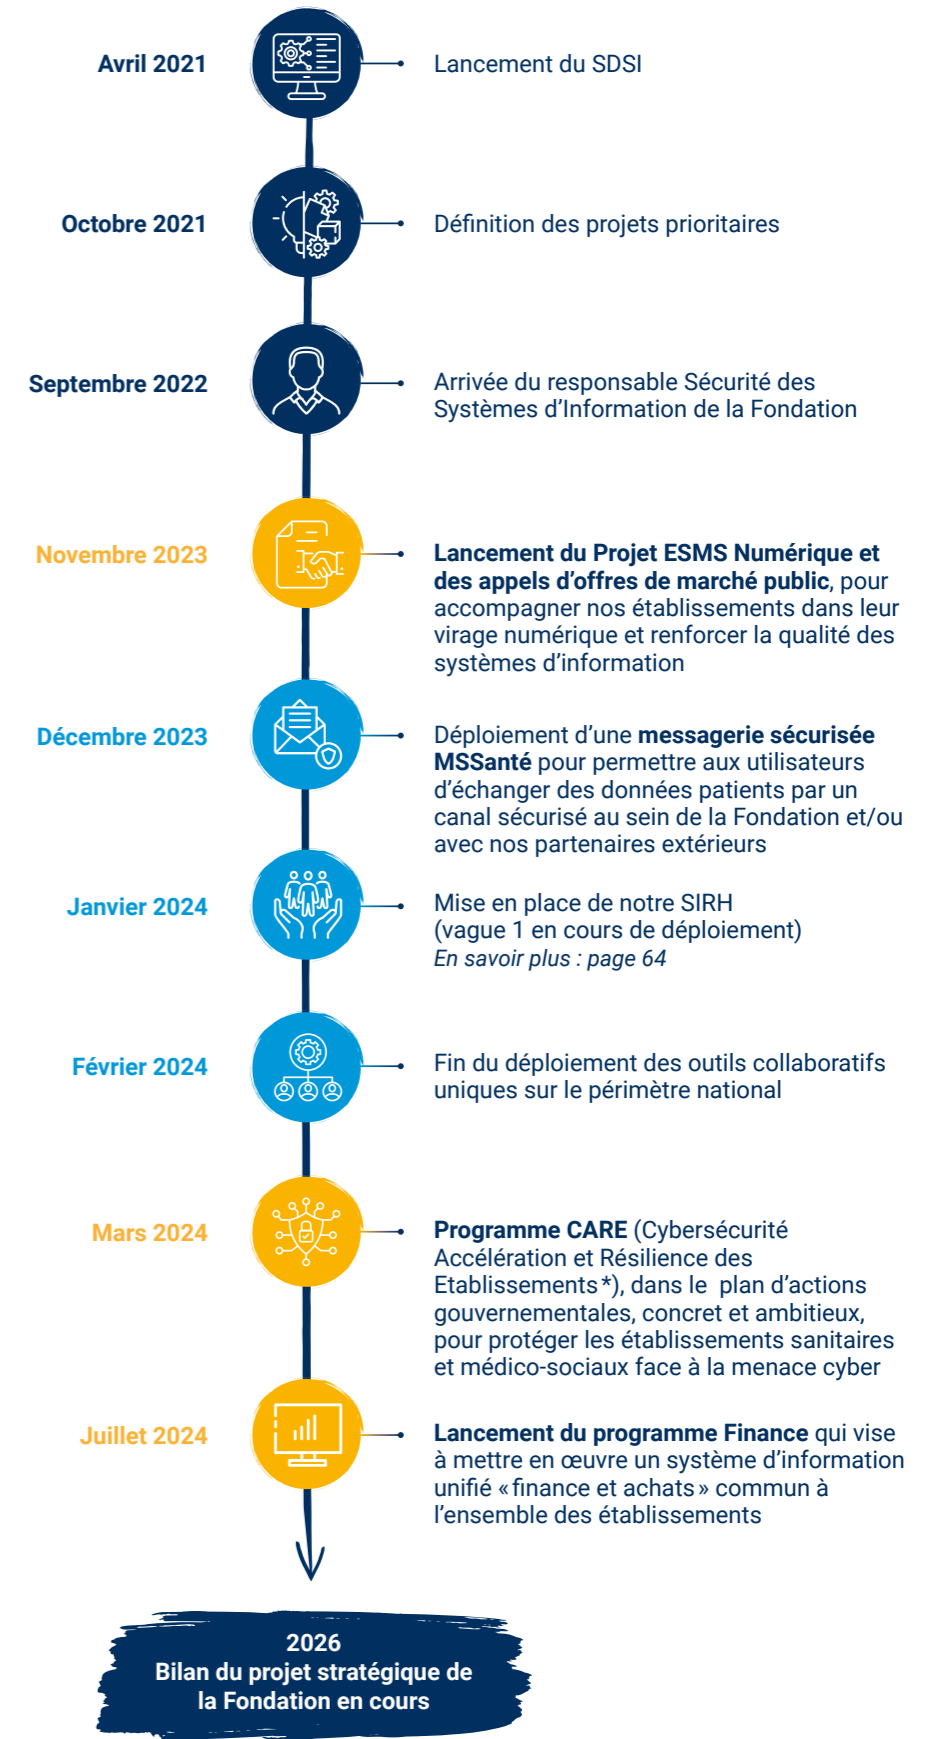 Avril 2021
Lancement du SDSI
Octobre 2021
Définition des projets prioritaires
Septembre 2022
Arrivée du responsable Sécurité des
Systèmes d’Information de la Fondation
Novembre 2023
Lancement du Projet ESMS Numérique et
des appels d’offres de marché public, pour
accompagner nos établissements dans leur
virage numérique et renforcer la qualité des
systèmes d’information
Décembre 2023
Déploiement d’une messagerie sécurisée
MSSanté pour permettre aux utilisateurs
d’échanger des données patients par un
canal sécurisé au sein de la Fondation et/ou
avec nos partenaires extérieurs
Janvier 2024
Mise en place de notre SIRH
(vague 1 en cours de déploiement)
En savoir plus : page 64
Février 2024
Fin du déploiement des outils collaboratifs
uniques sur le périmètre national
Mars 2024
Programme CARE (Cybersécurité
Accélération et Résilience des
Etablissements*), dans le plan d’actions
gouvernementales, concret et ambitieux,
pour protéger les établissements sanitaires
et médico-sociaux face à la menace cyber
Juillet 2024
Lancement du programme Finance qui vise
à mettre en œuvre un système d’information
unifié «finance et achats» commun à
l’ensemble des établissements
2026
Bilan du projet stratégique de
la Fondation en cours